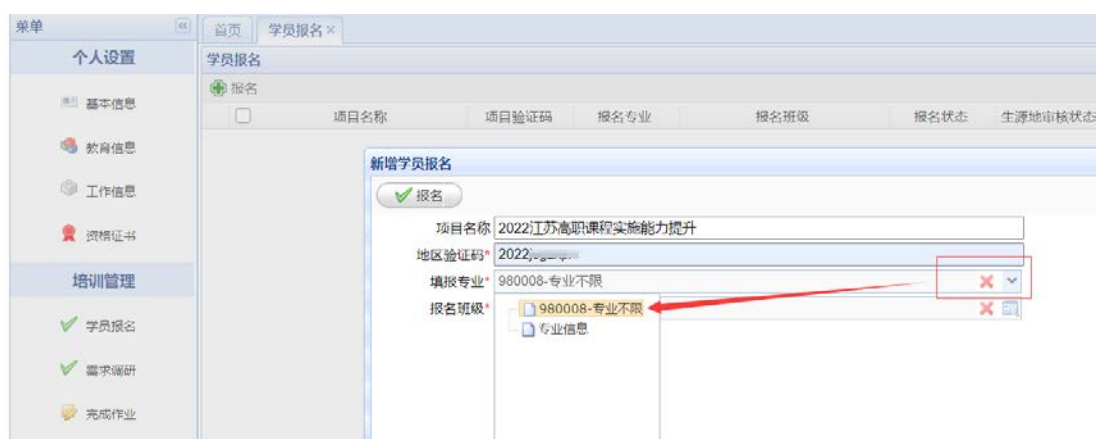 菜单
首页 学员报名×
个人设置
学员报名
报名
基本信息
项目名称 项目验证码 报名专业 报名班级 报名状态 生源地审核状态
教育信息
新增学员报名
工作信息
报名
资格证书
项目名称 2022江苏高职课程实施能力提升
地区验证码* 2022
培训管理
填报专业* 980008-专业不限
报名班级*
980008-专业不限
学员报名
专业信息
需求调研
完成作业